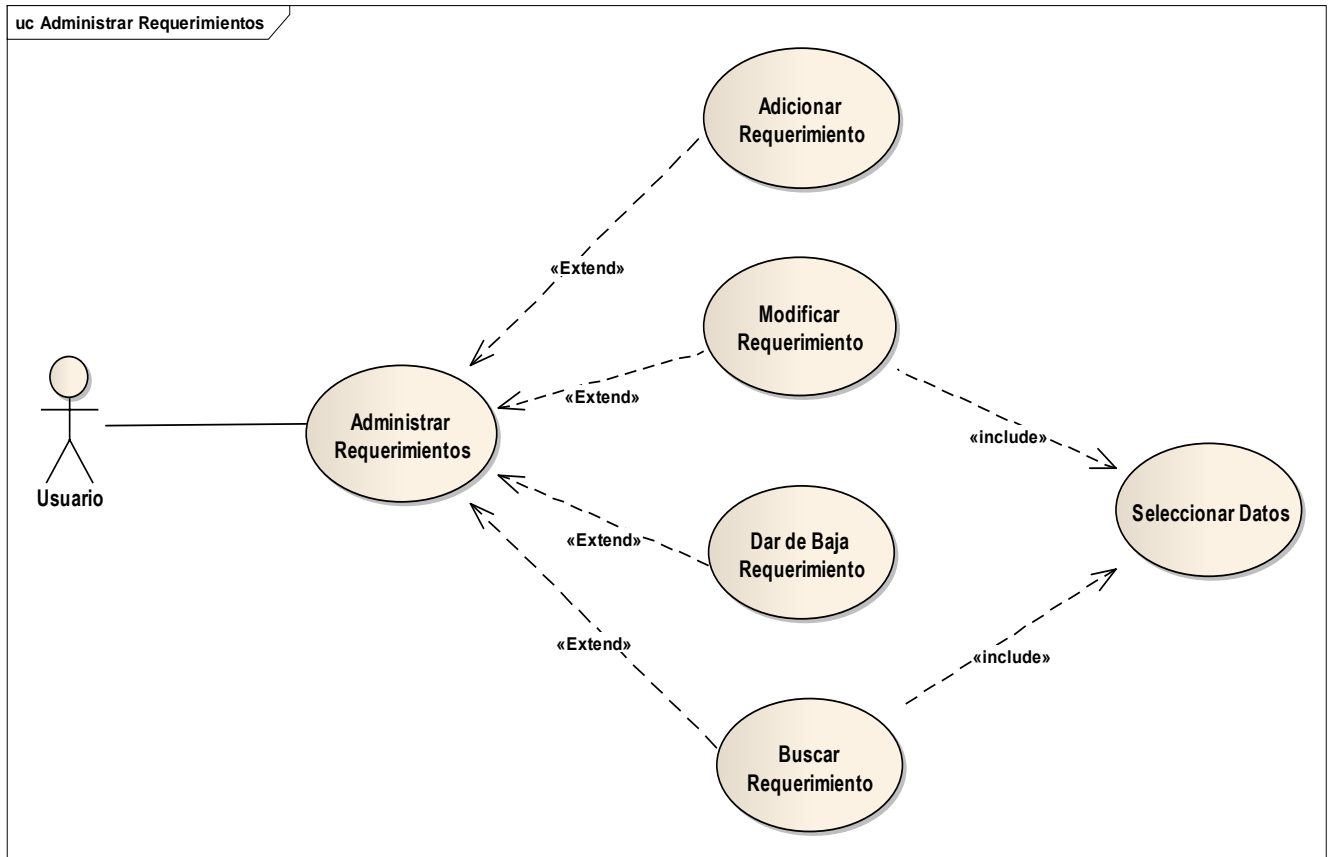 uc Administrar Requerimientos
Adicionar
Requerimiento
«Extend»
Modificar
Requerimiento
«Extend»
Administrar
Requerimientos
«include»
Usuario
Seleccionar Datos
«Extend»
Dar de Baja
Requerimiento
«Extend»
«include»
Buscar
Requerimiento